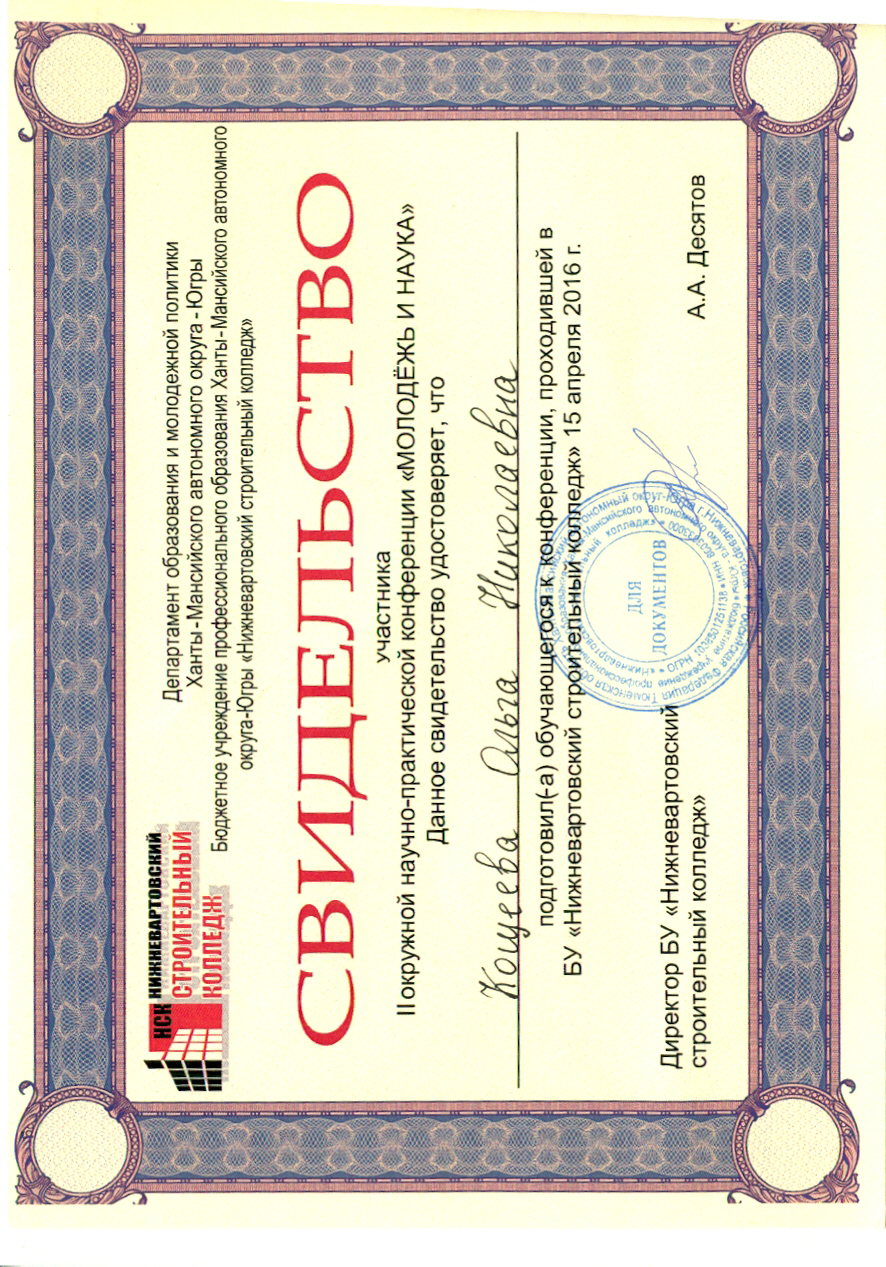 НСК НИЖНЕВАРТОВСКИЙ
СТРОИТЕЛЬНЫЙ
КОЛЛЕДЖ
Департамент образования и молодежной политики
Ханты-Мансийского автономного округа - Югры
Бюджетное учреждение профессионального образования Ханты-Мансийского автономного
округа-Югры «Нижневартовский строительный колледж»
СВИДЕЛЬСТВО
участника
II окружной научно-практической конференции «МОЛОДЁЖЬ И НАУКА»
Данное свидетельство удостоверяет, что
Кощеева Ольга Николаевна
подготовил(-а) обучающегося к конференции, проходившей в
БУ «Нижневартовский строительный колледж» 15 апреля 2016 г.
Директор БУ «Нижневартовский
строительный колледж»
А.А. Десятов
ДЛЯ
ДОКУМЕНТОВ